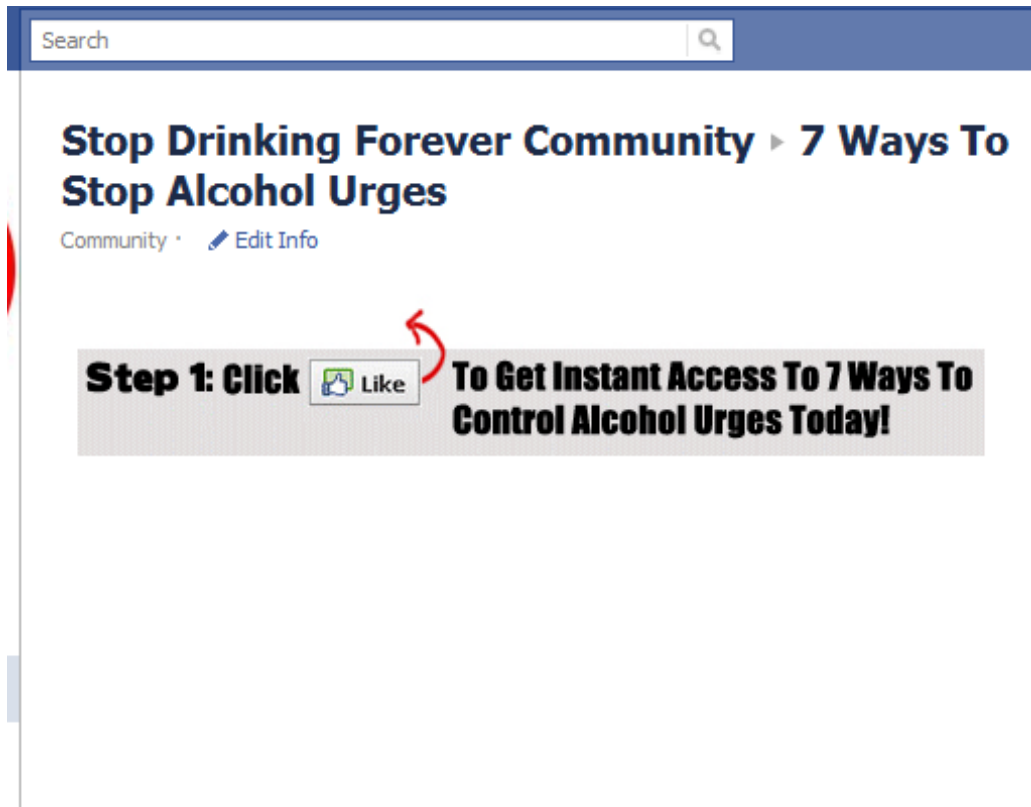 Search
Stop Drinking Forever Community ▸ 7 Ways To
Stop Alcohol Urges
Community · Edit Info
Step 1: Click Like To Get Instant Access To 7 Ways To
Control Alcohol Urges Today!